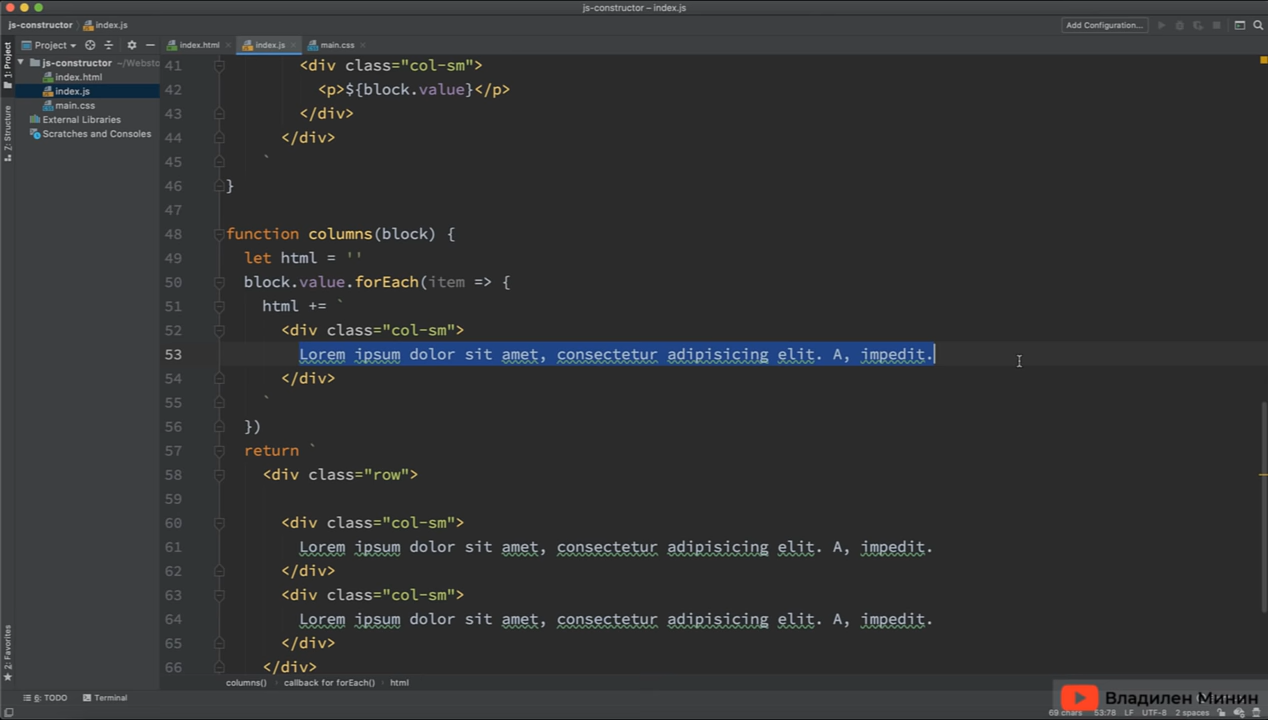 js-constructor – index.js
js-constructor
index.js
Add Configuration...
Project
index.html
index.js
main.css
1: Project
js-constructor ~/Websto
index.html
index.js
main.css
External Libraries
Scratches and Consoles
Z: Structure
2: Favorites
41 <div class="col-sm">
42 <p>${block.value}</p>
43 </div>
44 </div>
45 `
46 }
47
48 function columns(block) {
49 let html = ''
50 block.value.forEach(item => {
51 html += `
52 <div class="col-sm">
53 Lorem ipsum dolor sit amet, consectetur adipisicing elit. A, impedit.
54 </div>
55 `
56 })
57 return `
58 <div class="row">
59
60 <div class="col-sm">
61 Lorem ipsum dolor sit amet, consectetur adipisicing elit. A, impedit.
62 </div>
63 <div class="col-sm">
64 Lorem ipsum dolor sit amet, consectetur adipisicing elit. A, impedit.
65 </div>
66 </div>
columns() callback for forEach() html
6: TODO Terminal
Владилен Минин
69 chars 53:78 LF UTF-8 2 spaces